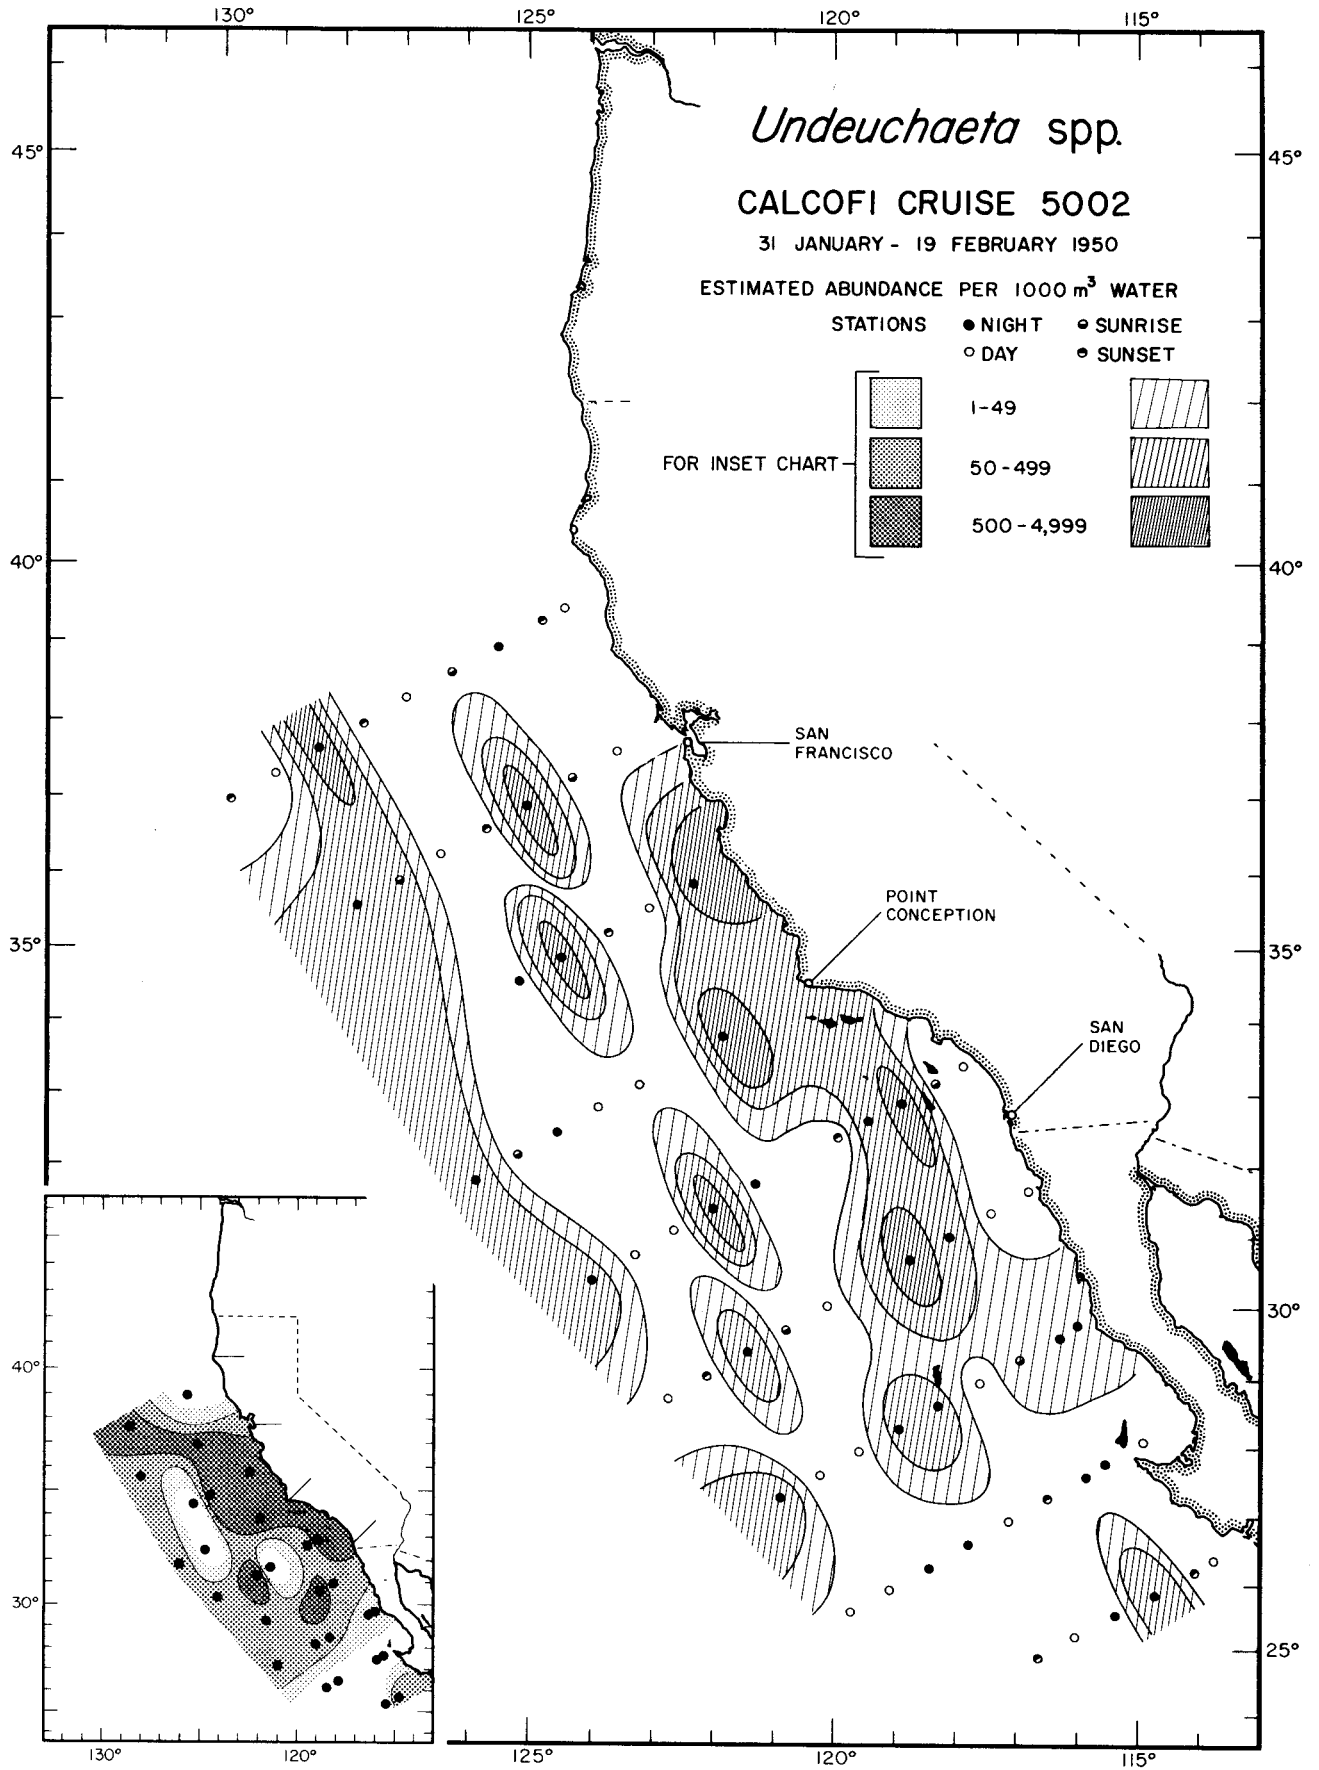 130° 125° 120° 115°
Undeuchaeta spp.
CALCOFI CRUISE 5002
31 JANUARY - 19 FEBRUARY 1950
ESTIMATED ABUNDANCE PER 1000 m³ WATER
STATIONS NIGHT SUNRISE
DAY SUNSET
1-49
FOR INSET CHART 50-499
500-4,999
45° 45°
40° 40°
SAN
FRANCISCO
POINT
CONCEPTION
35° 35°
SAN
DIEGO
30°
25°
40°
30°
130° 120°
125° 120° 115°